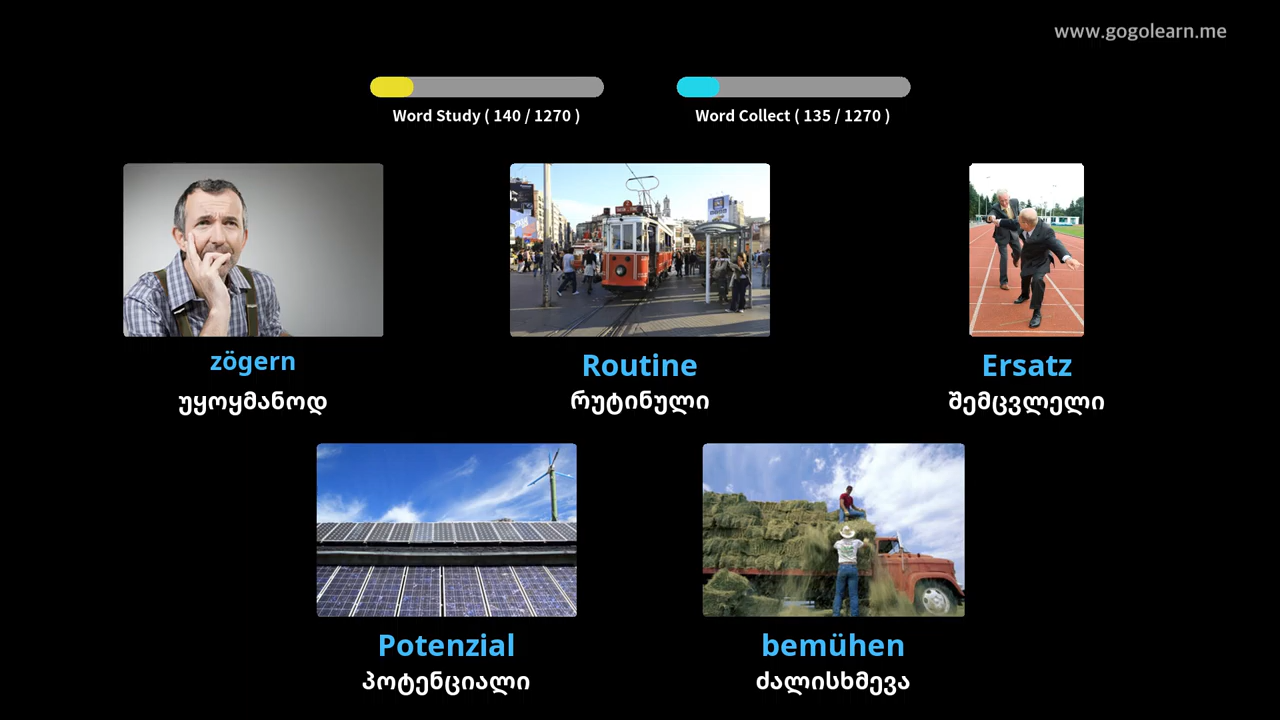 www.gogolearn.me
Word Study ( 140 / 1270 )
Word Collect ( 135 / 1270 )
zögern
უყოყმანოდ
Routine
რუტინული
Ersatz
შემცვლელი
Potenzial
პოტენციალი
bemühen
ძალისხმევა